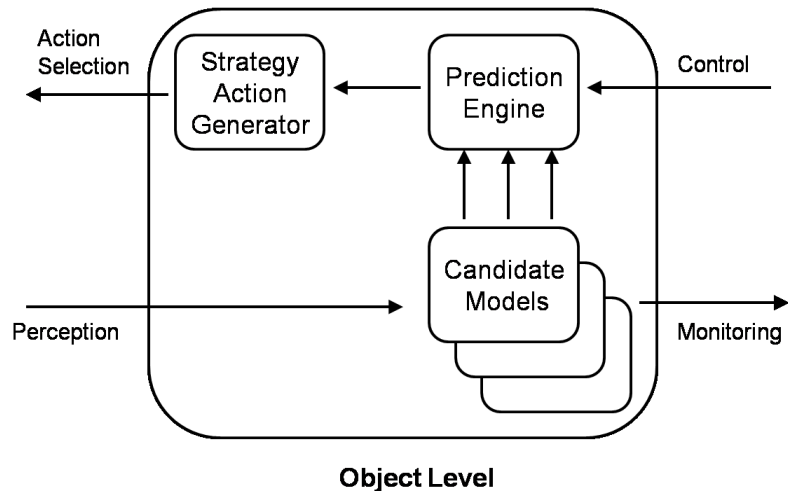 Action
Selection
Strategy
Action
Generator
Prediction
Engine
Control
Candidate
Models
Perception
Monitoring
Object Level